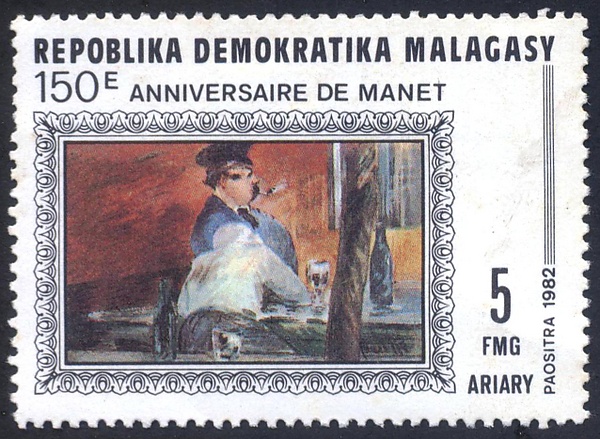 REPOBLIKA DEMOKRATIKA MALAGASY
150E ANNIVERSAIRE DE MANET
5
FMG
ARIARY
PAOSITRA 1982